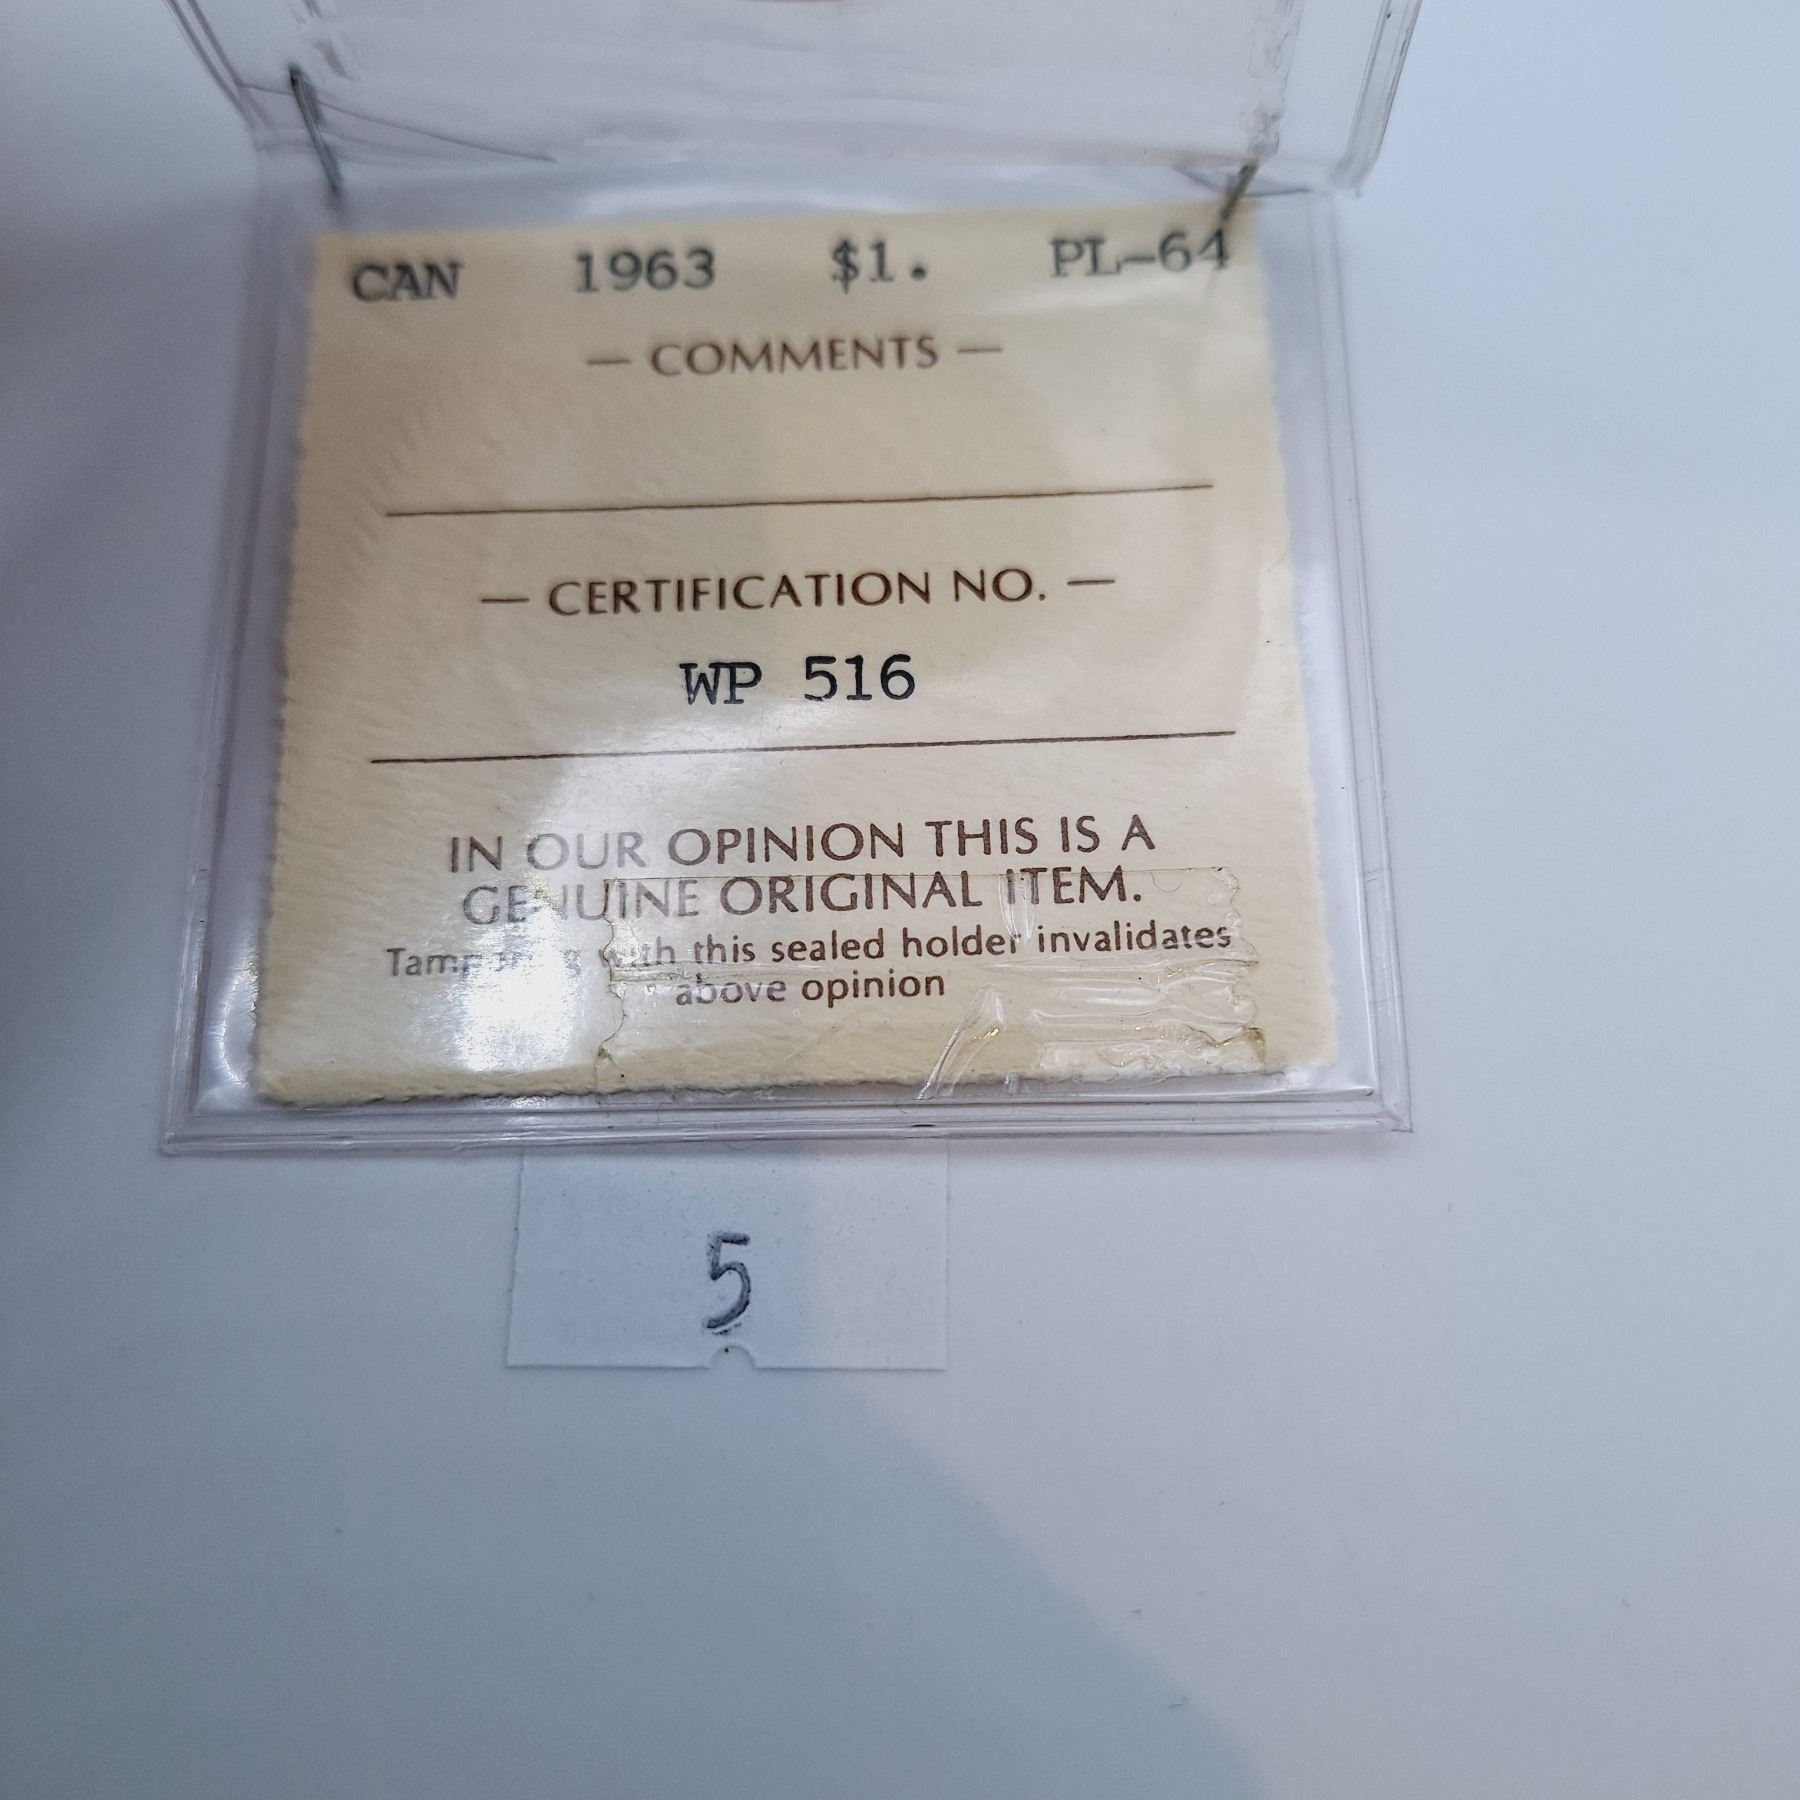 CAN 1963 $1. PL-64
— COMMENTS —
— CERTIFICATION NO. —
WP 516
IN OUR OPINION THIS IS A
GENUINE ORIGINAL ITEM.
Tampering with this sealed holder invalidates
above opinion
5